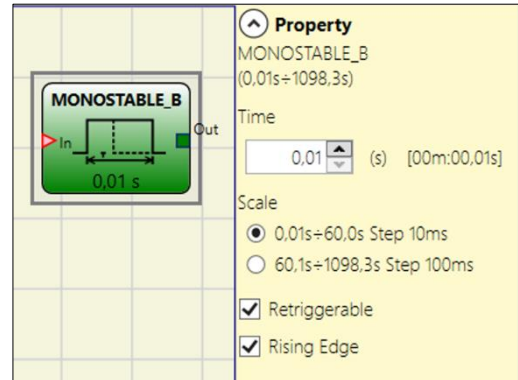 MONOSTABLE_B
In
Out
0,01 s
Property
MONOSTABLE_B
(0,01s÷1098,3s)
Time
0,01 (s) [00m:00,01s]
Scale
0,01s÷60,0s Step 10ms
60,1s÷1098,3s Step 100ms
Retriggerable
Rising Edge